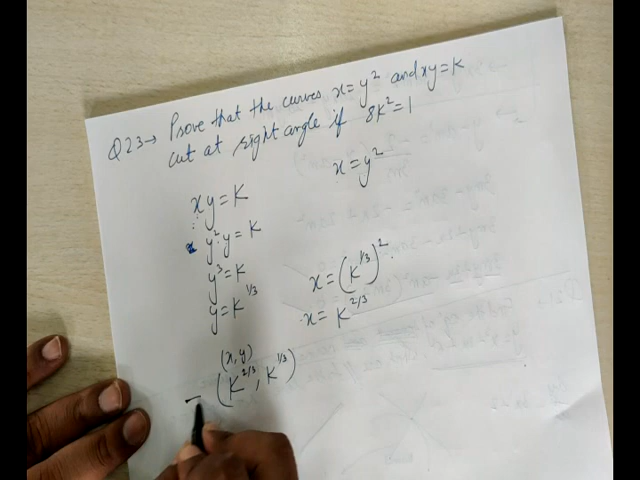 Q23→ Prove that the curves x=y² and xy=K
cut at right angle if 8K²=1
x=y²
xy=K
y².y=K
y³=K
y=K^1/3
x=(K^1/3)²
x=K^2/3
(x,y)
(K^2/3, K^1/3)